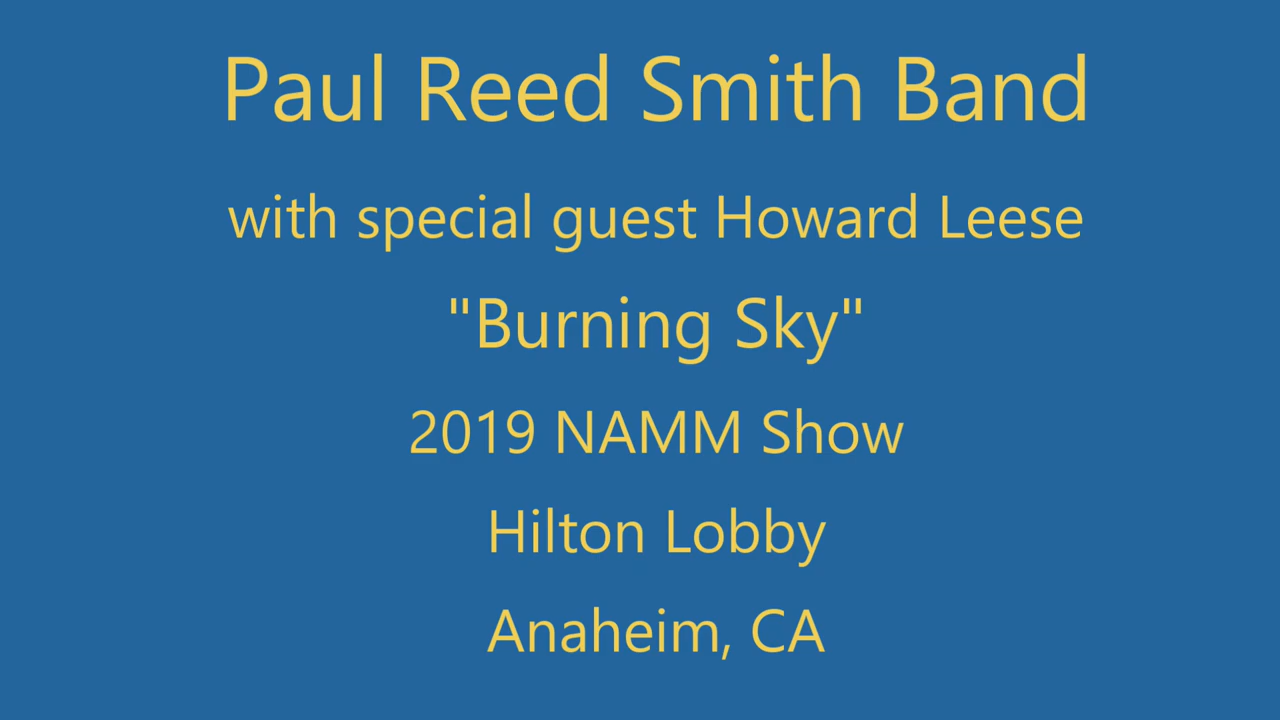 Paul Reed Smith Band
with special guest Howard Leese
"Burning Sky"
2019 NAMM Show
Hilton Lobby
Anaheim, CA